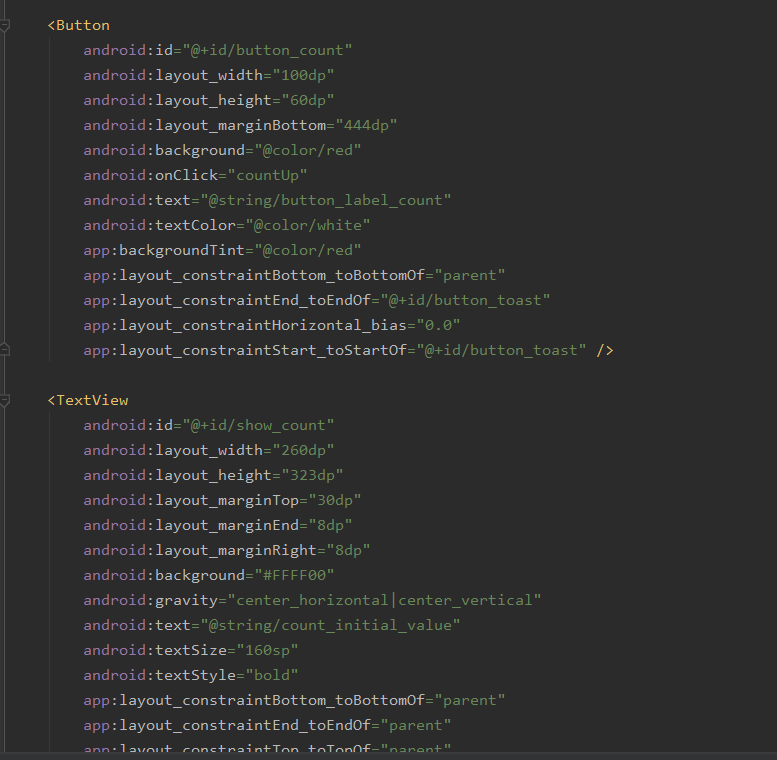 <Button
android:id="@+id/button_count"
android:layout_width="100dp"
android:layout_height="60dp"
android:layout_marginBottom="444dp"
android:background="@color/red"
android:onClick="countUp"
android:text="@string/button_label_count"
android:textColor="@color/white"
app:backgroundTint="@color/red"
app:layout_constraintBottom_toBottomOf="parent"
app:layout_constraintEnd_toEndOf="@+id/button_toast"
app:layout_constraintHorizontal_bias="0.0"
app:layout_constraintStart_toStartOf="@+id/button_toast" />
<TextView
android:id="@+id/show_count"
android:layout_width="260dp"
android:layout_height="323dp"
android:layout_marginTop="30dp"
android:layout_marginEnd="8dp"
android:layout_marginRight="8dp"
android:background="#FFFF00"
android:gravity="center_horizontal|center_vertical"
android:text="@string/count_initial_value"
android:textSize="160sp"
android:textStyle="bold"
app:layout_constraintBottom_toBottomOf="parent"
app:layout_constraintEnd_toEndOf="parent"
app:layout_constraintTop_toTopOf="parent"